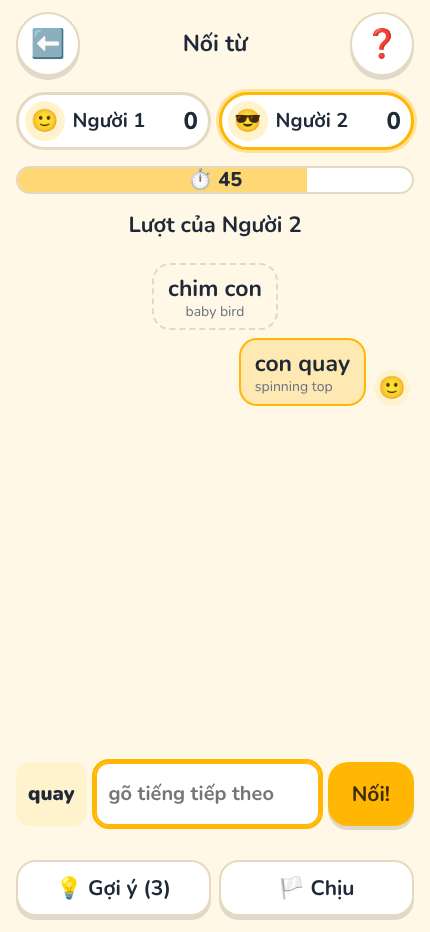 Nối từ
Người 1 0
Người 2 0
45
Lượt của Người 2
chim con
baby bird
con quay
spinning top
quay gõ tiếng tiếp theo Nối!
Gợi ý (3) Chịu